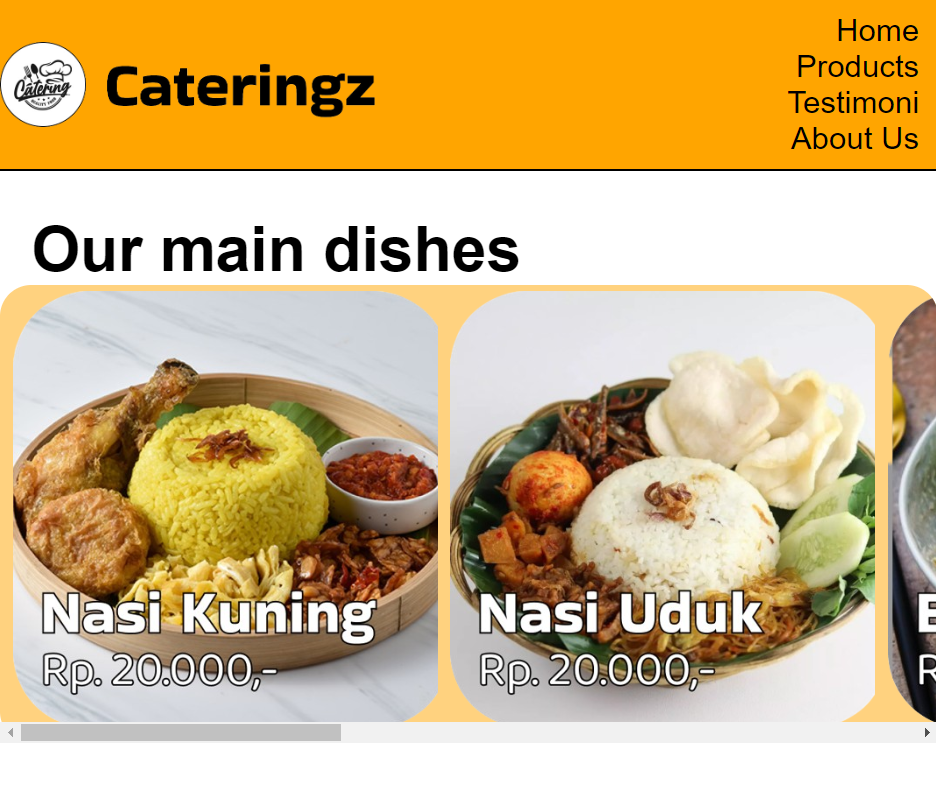 Catering
Cateringz
Home
Products
Testimoni
About Us
Our main dishes
Nasi Kuning
Rp. 20.000,-
Nasi Uduk
Rp. 20.000,-